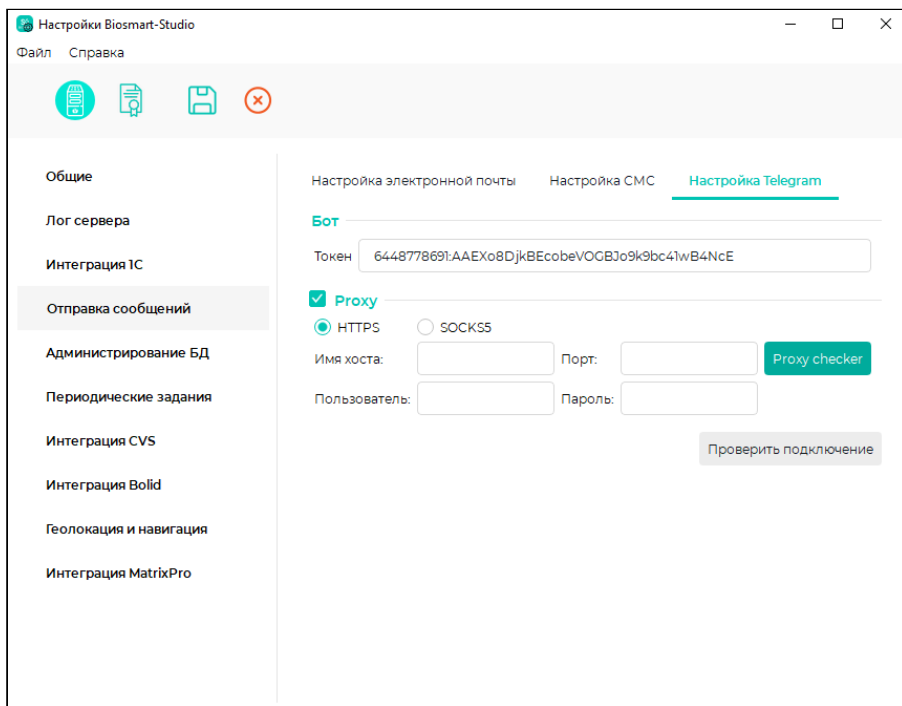 Настройки Biosmart-Studio
Файл Справка
Общие
Лог сервера
Интеграция 1С
Отправка сообщений
Администрирование БД
Периодические задания
Интеграция CVS
Интеграция Bolid
Геолокация и навигация
Интеграция MatrixPro
Настройка электронной почты Настройка СМС Настройка Telegram
Бот
Токен 6448778691:AAEXo8DjkBEcobeVOGBJo9k9bc41wB4NcE
Proxy
HTTPS SOCKS5
Имя хоста: Порт: Proxy checker
Пользователь: Пароль:
Проверить подключение